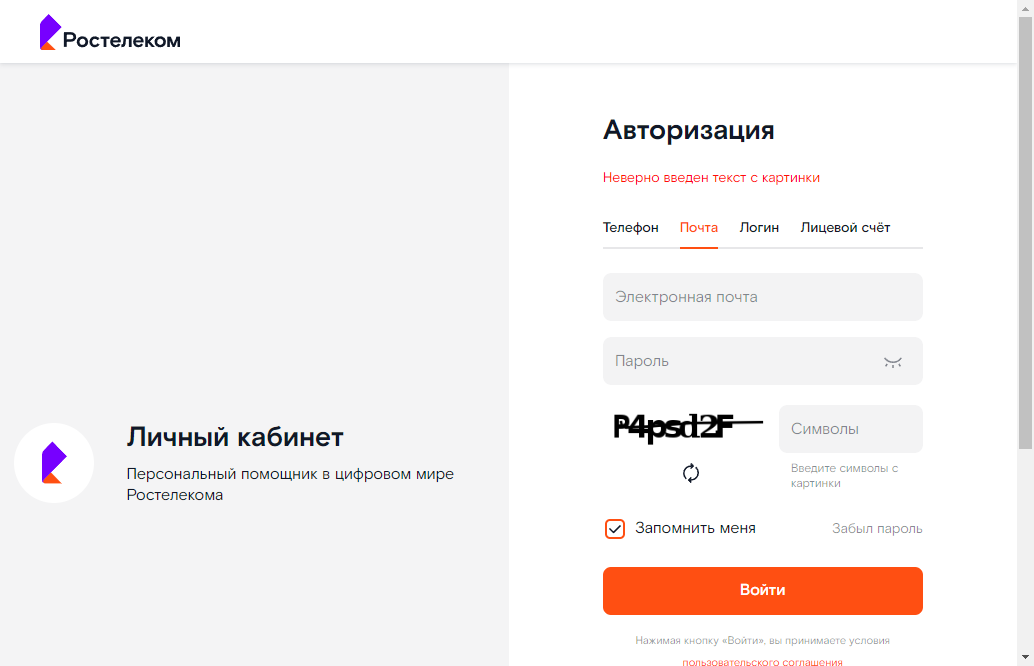 Ростелеком
Авторизация
Неверно введен текст с картинки
Телефон Почта Логин Лицевой счёт
Электронная почта
Пароль
P4psd2F
Символы
Введите символы с
картинки
Личный кабинет
Персональный помощник в цифровом мире
Ростелекома
Запомнить меня
Забыл пароль
Войти
Нажимая кнопку «Войти», вы принимаете условия
пользовательского соглашения